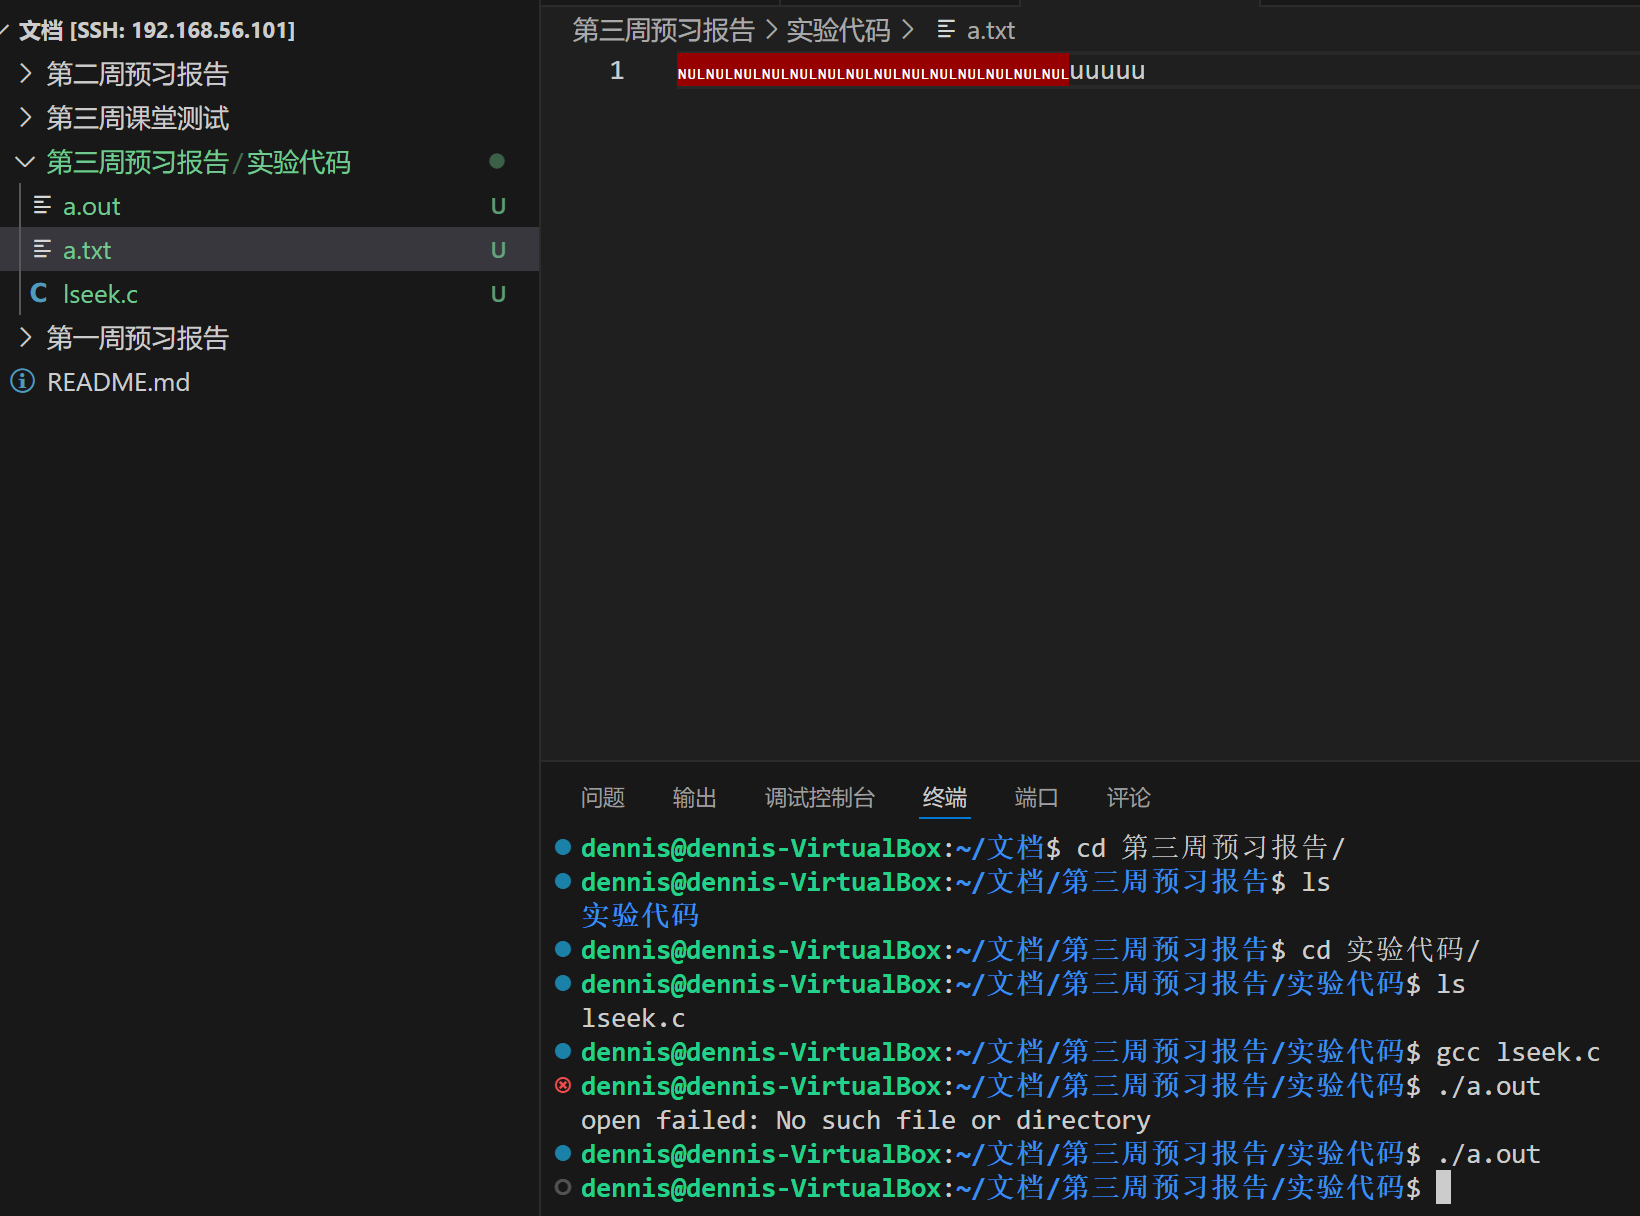 文档 [SSH: 192.168.56.101]
第二周预习报告
第三周课堂测试
第三周预习报告/实验代码
a.out U
a.txt U
C lseek.c U
第一周预习报告
README.md
第三周预习报告 > 实验代码 > a.txt
1 NULNULNULNULNULNULNULNULNULNULNULNULNULNULuuuuu
问题 输出 调试控制台 终端 端口 评论
dennis@dennis-VirtualBox:~/文档$ cd 第三周预习报告/
dennis@dennis-VirtualBox:~/文档/第三周预习报告$ ls
实验代码
dennis@dennis-VirtualBox:~/文档/第三周预习报告$ cd 实验代码/
dennis@dennis-VirtualBox:~/文档/第三周预习报告/实验代码$ ls
lseek.c
dennis@dennis-VirtualBox:~/文档/第三周预习报告/实验代码$ gcc lseek.c
dennis@dennis-VirtualBox:~/文档/第三周预习报告/实验代码$ ./a.out
open failed: No such file or directory
dennis@dennis-VirtualBox:~/文档/第三周预习报告/实验代码$ ./a.out
dennis@dennis-VirtualBox:~/文档/第三周预习报告/实验代码$